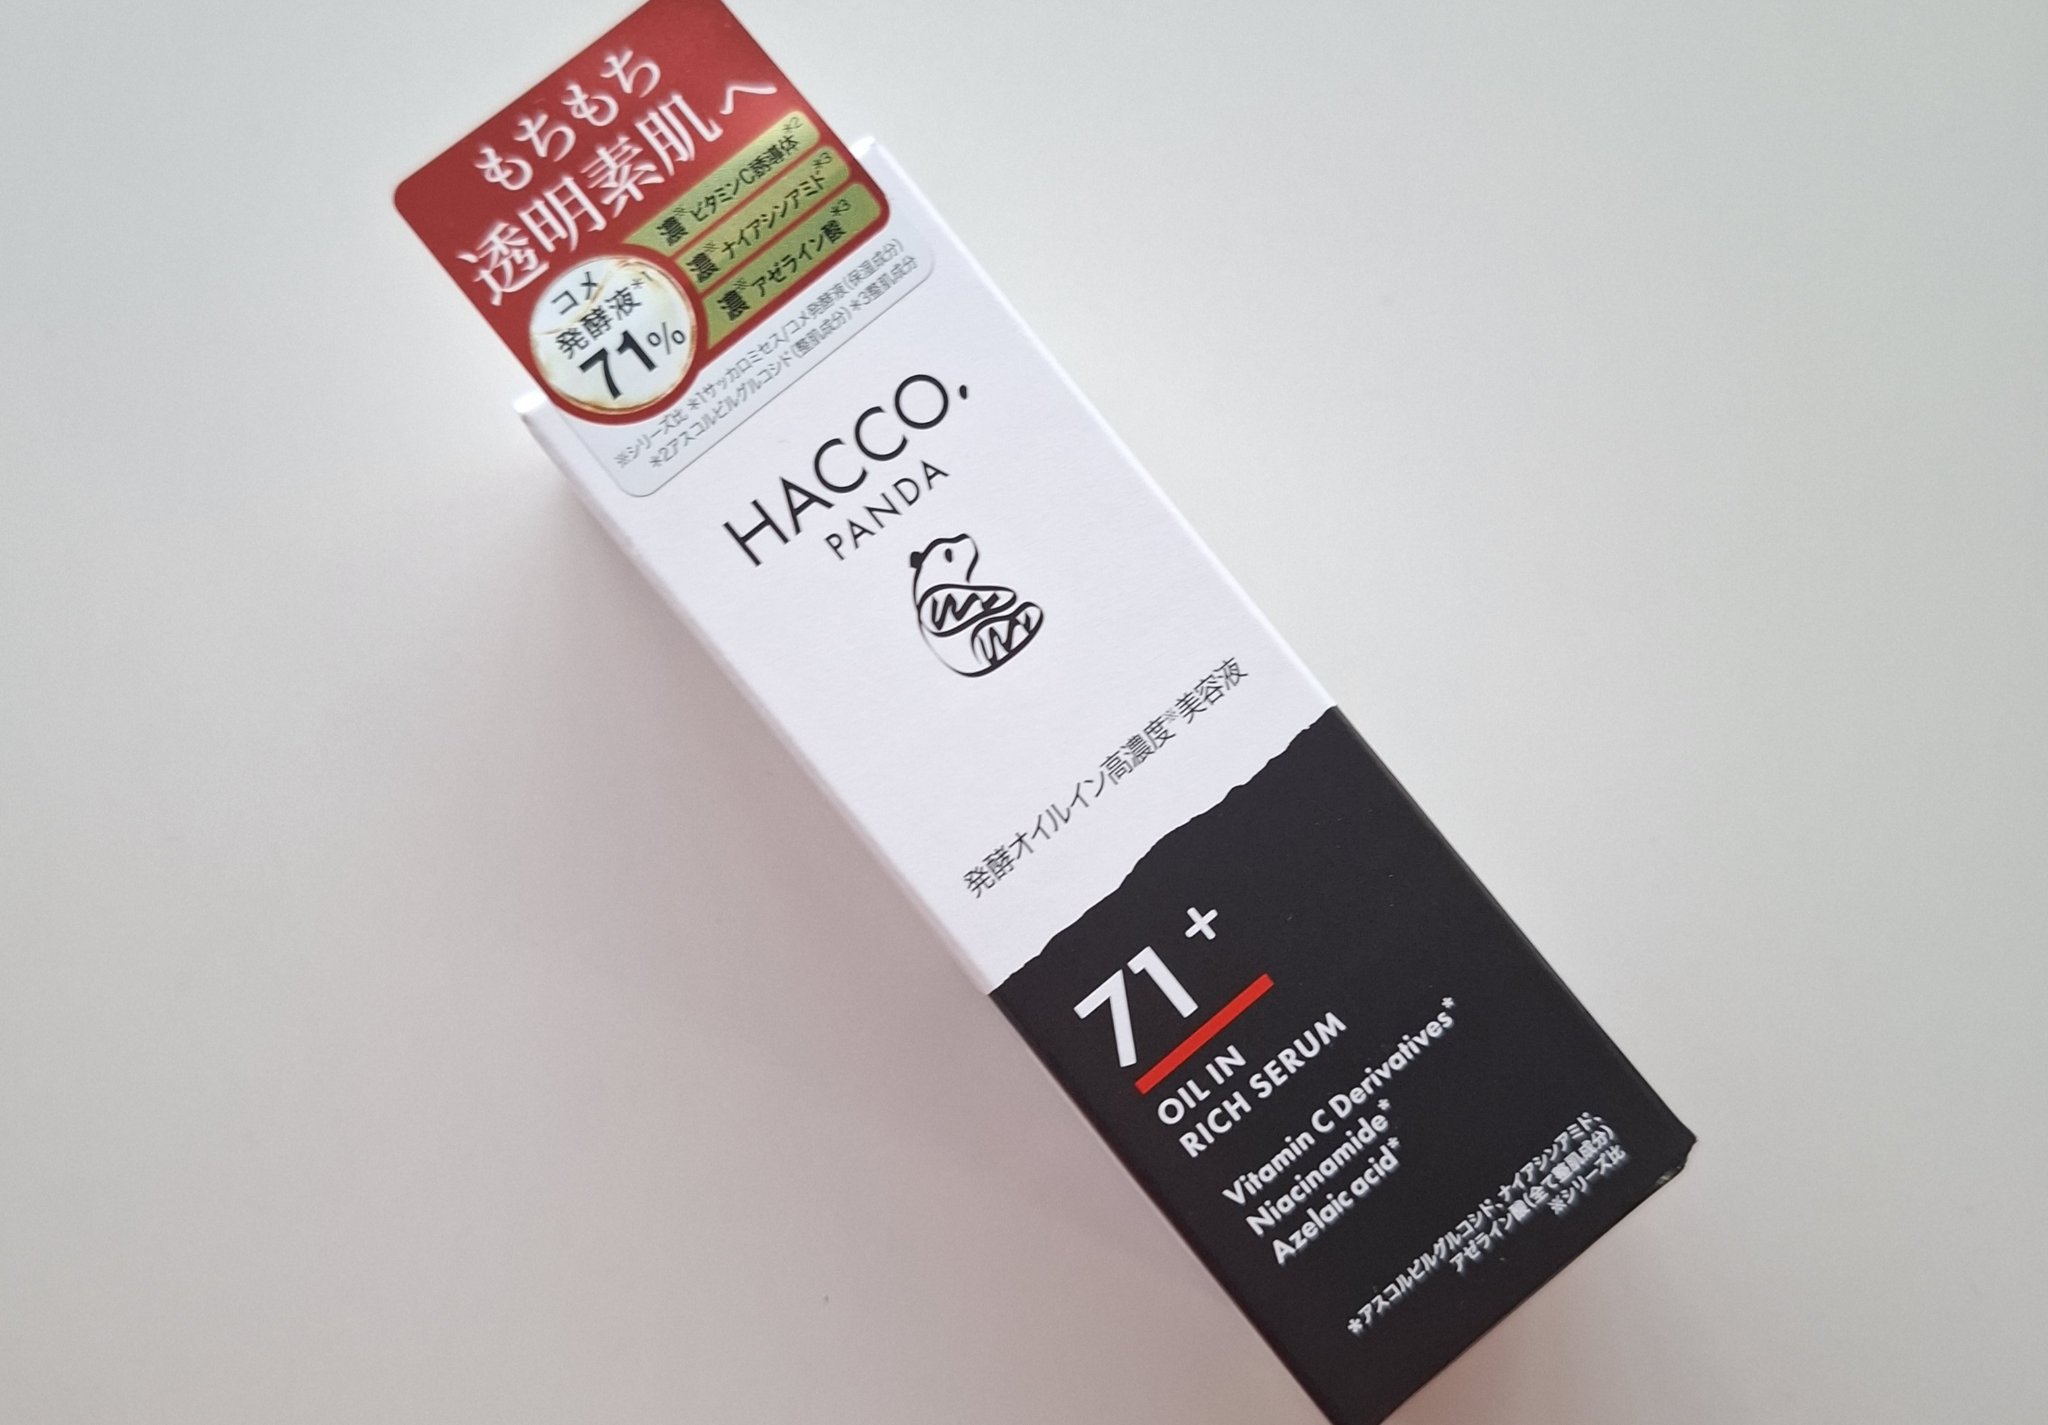 もちもち
透明素肌へ
濃※ビタミンC誘導体*2
濃※ナイアシンアミド*3
濃※アゼライン酸*3
コメ
発酵液*1
71%
※シリーズ比 *1サッカロミセス/コメ発酵液(保湿成分)
*2アスコルビルグルコシド(整肌成分) *3整肌成分
HACCO,
PANDA
発酵オイルイン高濃度※美容液
71+
OIL IN
RICH SERUM
Vitamin C Derivatives*
Niacinamide*
Azelaic acid*
*アスコルビルグルコシド、ナイアシンアミド、
アゼライン酸(全て整肌成分)
※シリーズ比